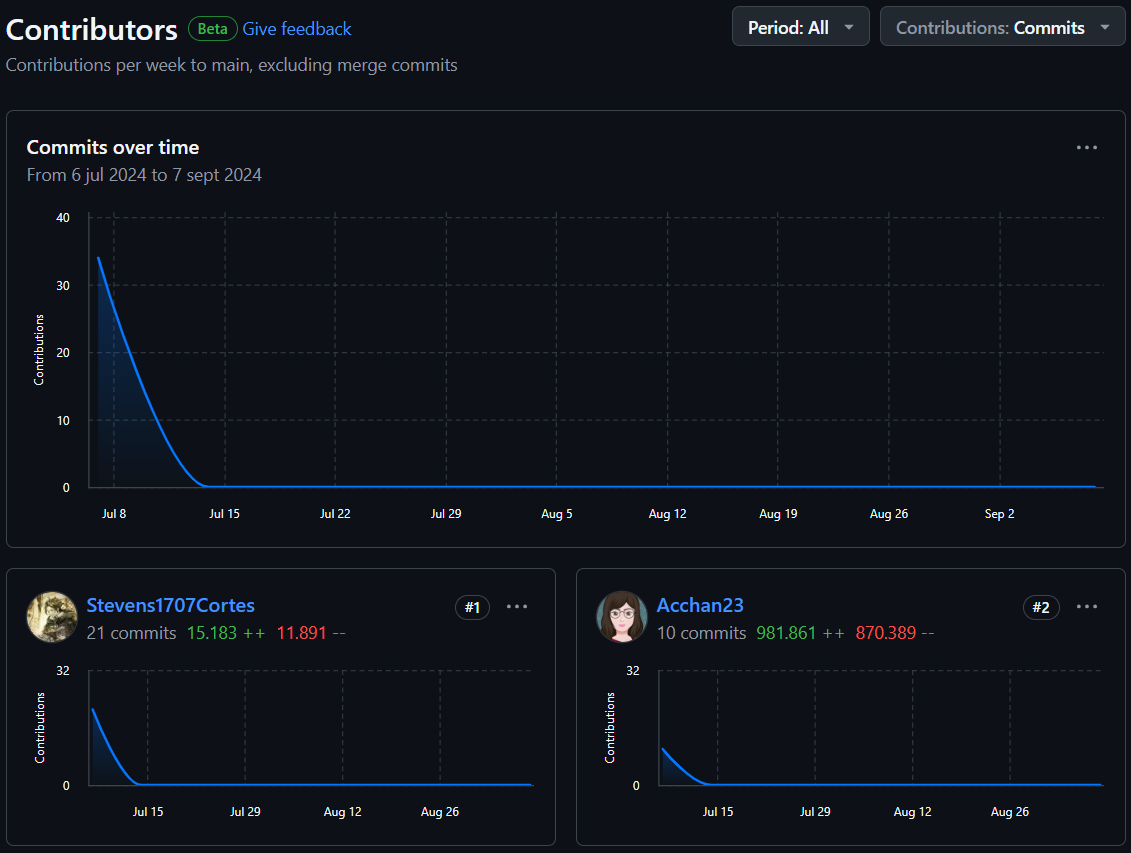 Contributors Beta Give feedback
Period: All
Contributions: Commits
Contributions per week to main, excluding merge commits
Commits over time
From 6 jul 2024 to 7 sept 2024
Contributions
40
30
20
10
0
Jul 8 Jul 15 Jul 22 Jul 29 Aug 5 Aug 12 Aug 19 Aug 26 Sep 2
Stevens1707Cortes
#1
21 commits 15.183 ++ 11.891 --
Contributions
32
0
Jul 15 Jul 29 Aug 12 Aug 26
Acchan23
#2
10 commits 981.861 ++ 870.389 --
Contributions
32
0
Jul 15 Jul 29 Aug 12 Aug 26